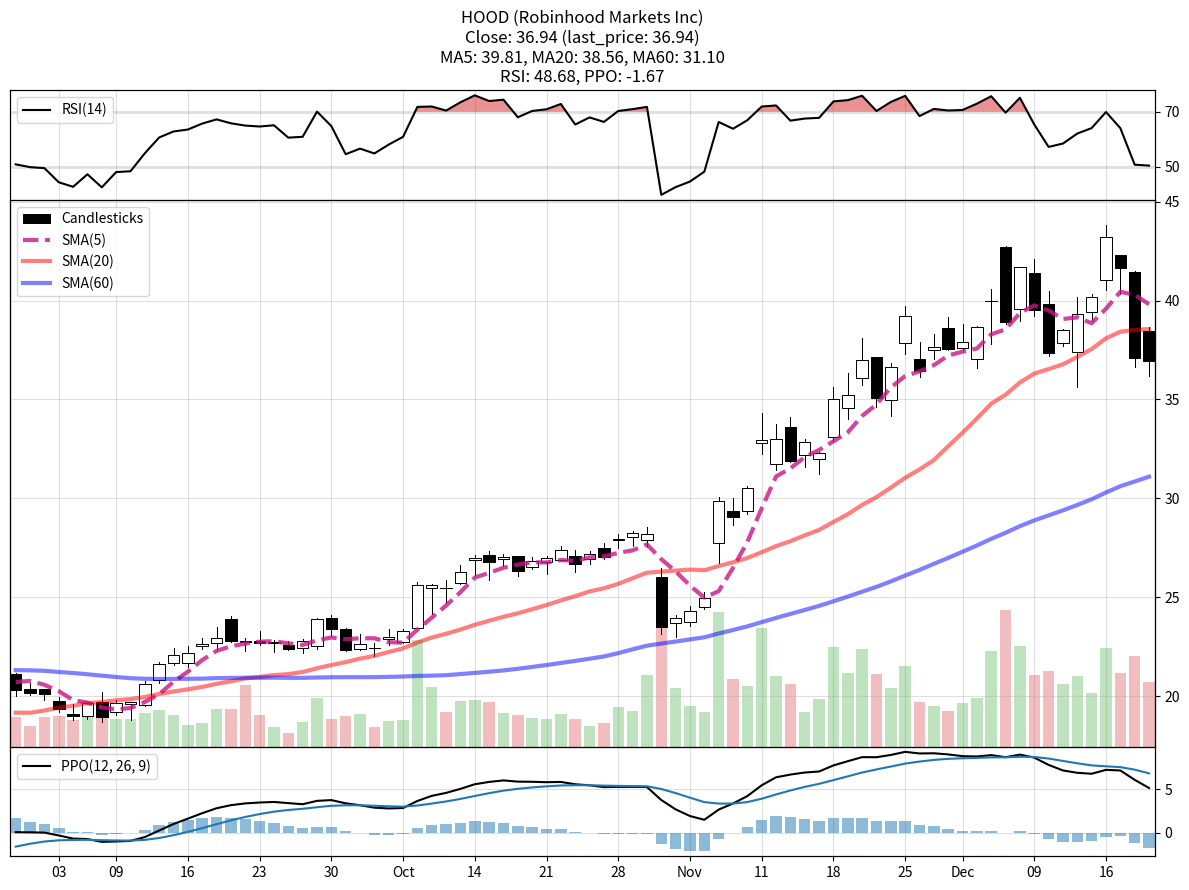 HOOD (Robinhood Markets Inc)
Close: 36.94 (last_price: 36.94)
MA5: 39.81, MA20: 38.56, MA60: 31.10
RSI: 48.68, PPO: -1.67
RSI(14)
70
50
Candlesticks
SMA(5)
SMA(20)
SMA(60)
45
40
35
30
25
20
PPO(12, 26, 9)
5
0
03 09 16 23 30 Oct 14 21 28 Nov 11 18 25 Dec 09 16